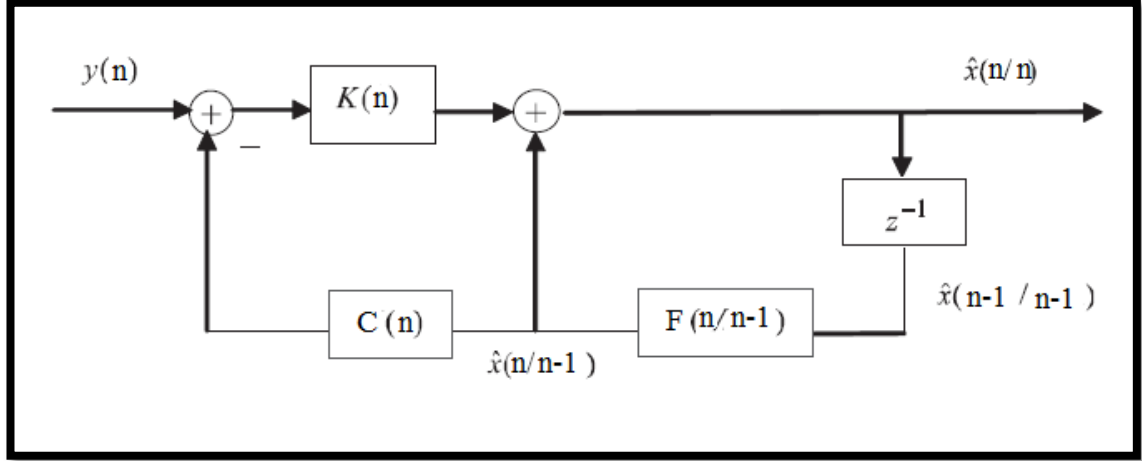 y(n)
x̂(n/n)
+
K(n)
+
−
z⁻¹
x̂(n-1 / n-1 )
C (n)
F (n/n-1)
x̂(n/n-1 )